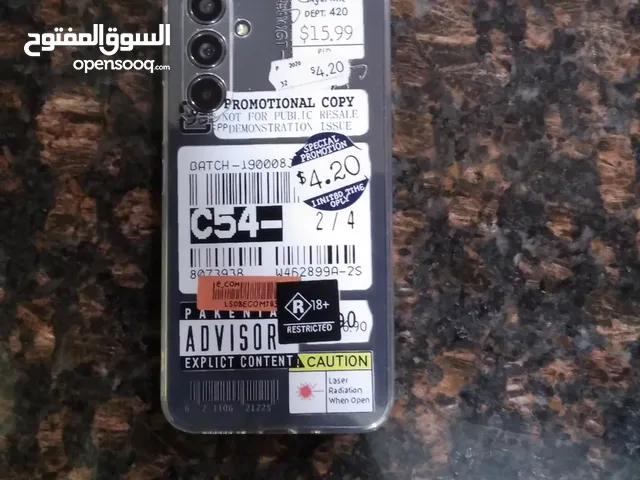 السوق المفتوح
opensooq.com
DEPT. 420
$15.99
$4.20
PROMOTIONAL COPY
NOT FOR PUBLIC RESALE
DEMONSTRATION ISSUE
SPECIAL
PROMOTION
$4.20
LIMITED TIME
ONLY
BATCH-190008
C54-
2/4
8073938
W462899A-2S
E.COM
R 18+
RESTRICTED
ADVISOR
EXPLICIT CONTENT
CAUTION
Laser
Radiation
When Open